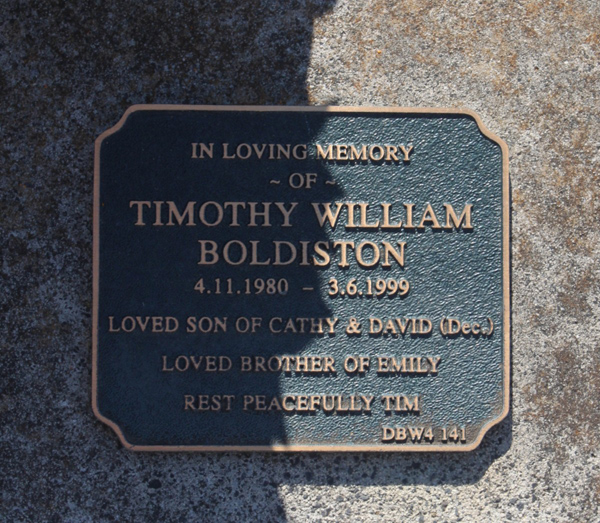 IN LOVING MEMORY
~ OF ~
TIMOTHY WILLIAM
BOLDISTON
4.11.1980 – 3.6.1999
LOVED SON OF CATHY & DAVID (Dec.)
LOVED BROTHER OF EMILY
REST PEACEFULLY TIM
DBW4 141